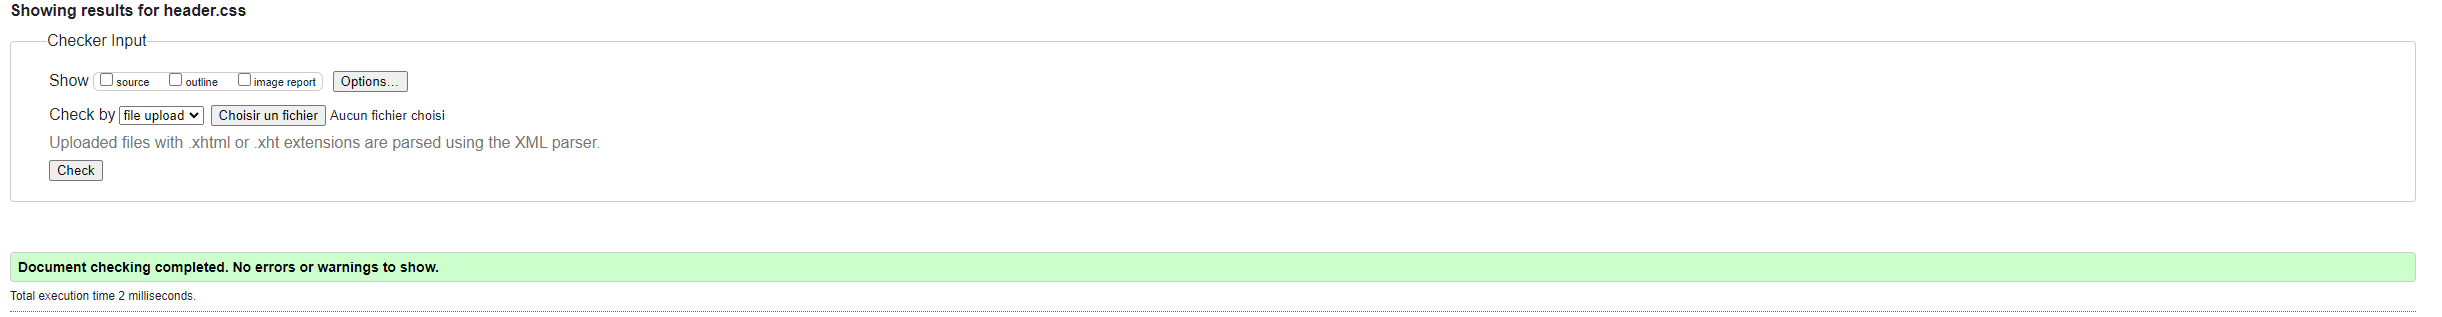 Showing results for header.css
Checker Input
Show source outline image report Options...
Check by file upload Choisir un fichier Aucun fichier choisi
Uploaded files with .xhtml or .xht extensions are parsed using the XML parser.
Check
Document checking completed. No errors or warnings to show.
Total execution time 2 milliseconds.